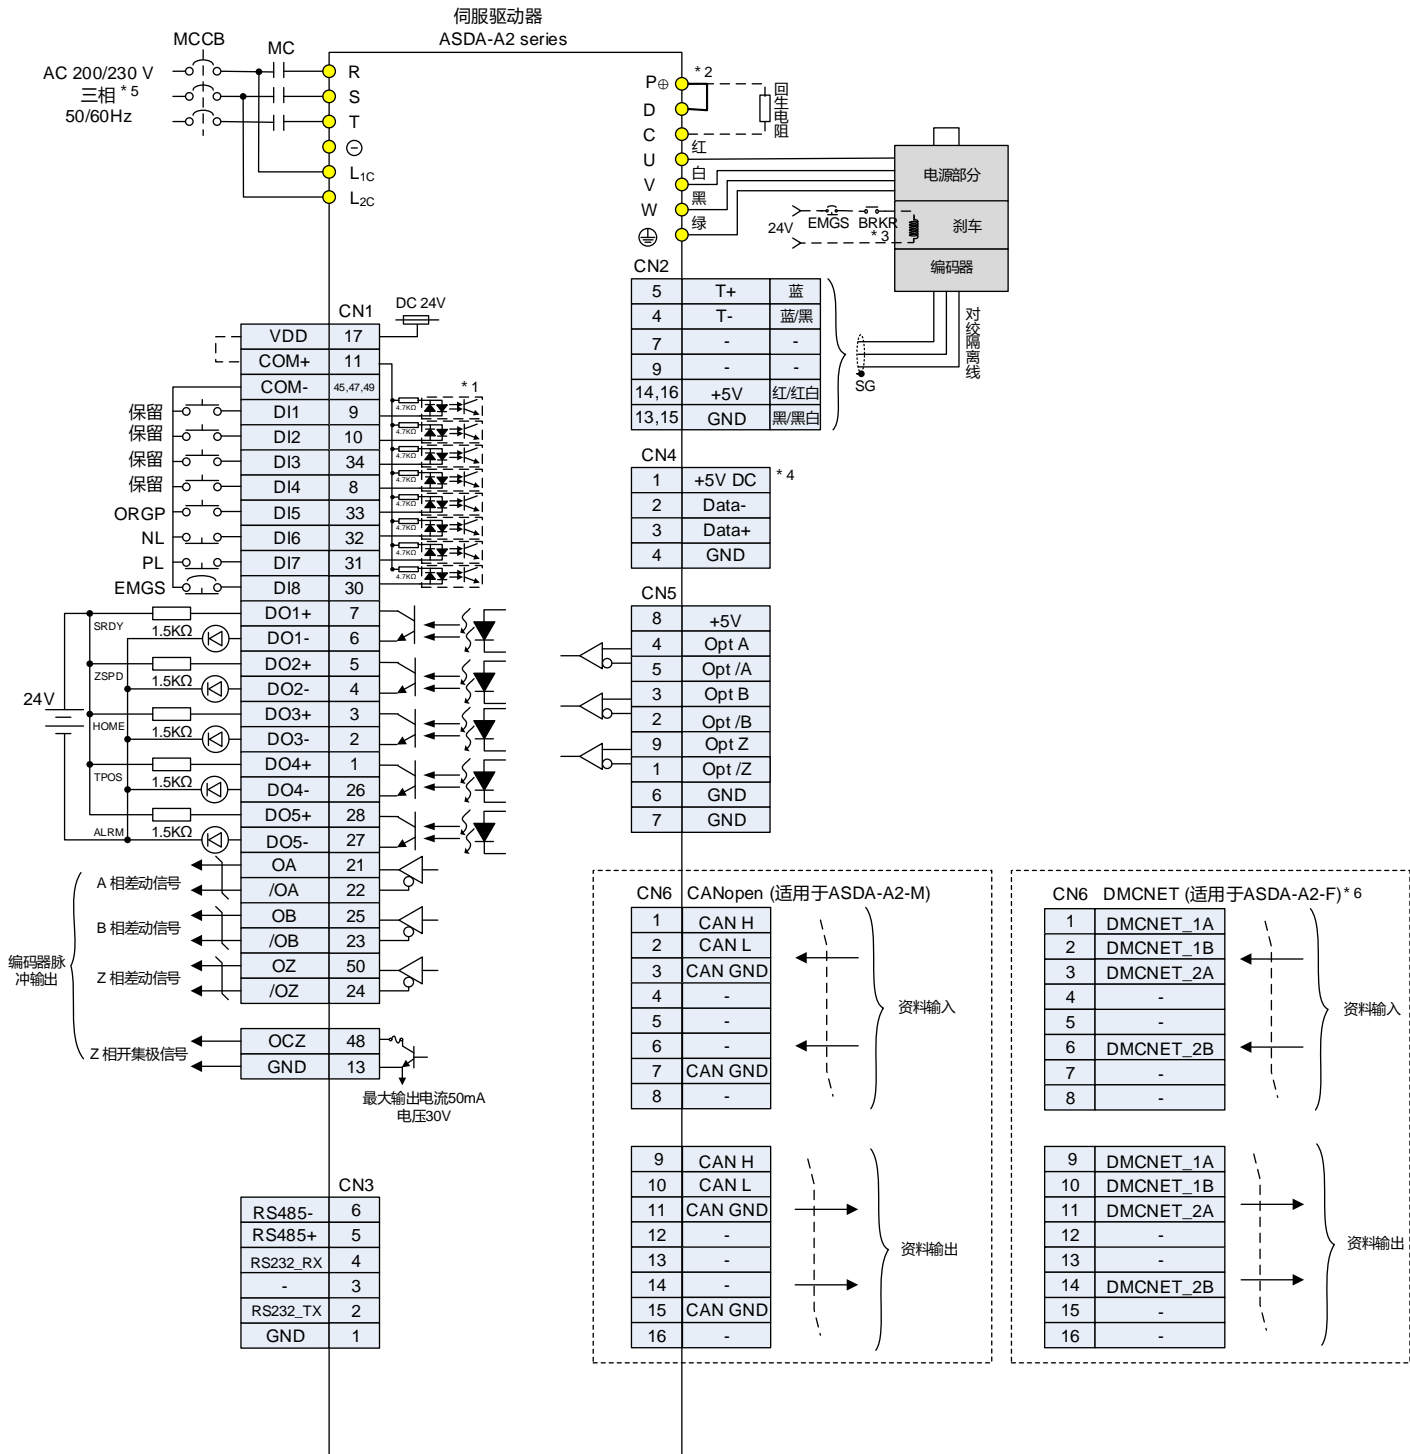 伺服驱动器
ASDA-A2 series
MCCB
MC
AC 200/230 V
三相 *5
50/60Hz
R
S
T
⊖
L1C
L2C
P⊕
D
C
U
V
W
*2
回生电阻
红
白
黑
绿
电源部分
刹车
编码器
24V
EMGS
BRKR
*3
对绞隔离线
SG
CN2
5 T+ 蓝
4 T- 蓝/黑
7 - -
9 - -
14,16 +5V 红/红白
13,15 GND 黑/黑白
CN1
DC 24V
VDD 17
COM+ 11
COM- 45,47,49
*1
保留 DI1 9 4.7KΩ
保留 DI2 10 4.7KΩ
保留 DI3 34 4.7KΩ
保留 DI4 8 4.7KΩ
ORGP DI5 33 4.7KΩ
NL DI6 32 4.7KΩ
PL DI7 31 4.7KΩ
EMGS DI8 30 4.7KΩ
24V
DO1+ 7
SRDY 1.5KΩ DO1- 6
DO2+ 5
ZSPD 1.5KΩ DO2- 4
DO3+ 3
HOME 1.5KΩ DO3- 2
DO4+ 1
TPOS 1.5KΩ DO4- 26
DO5+ 28
ALRM 1.5KΩ DO5- 27
编码器脉
冲输出
A 相差动信号
OA 21
/OA 22
B 相差动信号
OB 25
/OB 23
Z 相差动信号
OZ 50
/OZ 24
Z 相开集极信号
OCZ 48
GND 13
最大输出电流50mA
电压30V
CN3
RS485- 6
RS485+ 5
RS232_RX 4
- 3
RS232_TX 2
GND 1
CN4
1 +5V DC *4
2 Data-
3 Data+
4 GND
CN5
8 +5V
4 Opt A
5 Opt /A
3 Opt B
2 Opt /B
9 Opt Z
1 Opt /Z
6 GND
7 GND
CN6 CANopen (适用于ASDA-A2-M)
1 CAN H
2 CAN L
3 CAN GND
4 -
5 -
6 -
7 CAN GND
8 -
资料输入
9 CAN H
10 CAN L
11 CAN GND
12 -
13 -
14 -
15 CAN GND
16 -
资料输出
CN6 DMCNET (适用于ASDA-A2-F)*6
1 DMCNET_1A
2 DMCNET_1B
3 DMCNET_2A
4 -
5 -
6 DMCNET_2B
7 -
8 -
资料输入
9 DMCNET_1A
10 DMCNET_1B
11 DMCNET_2A
12 -
13 -
14 DMCNET_2B
15 -
16 -
资料输出